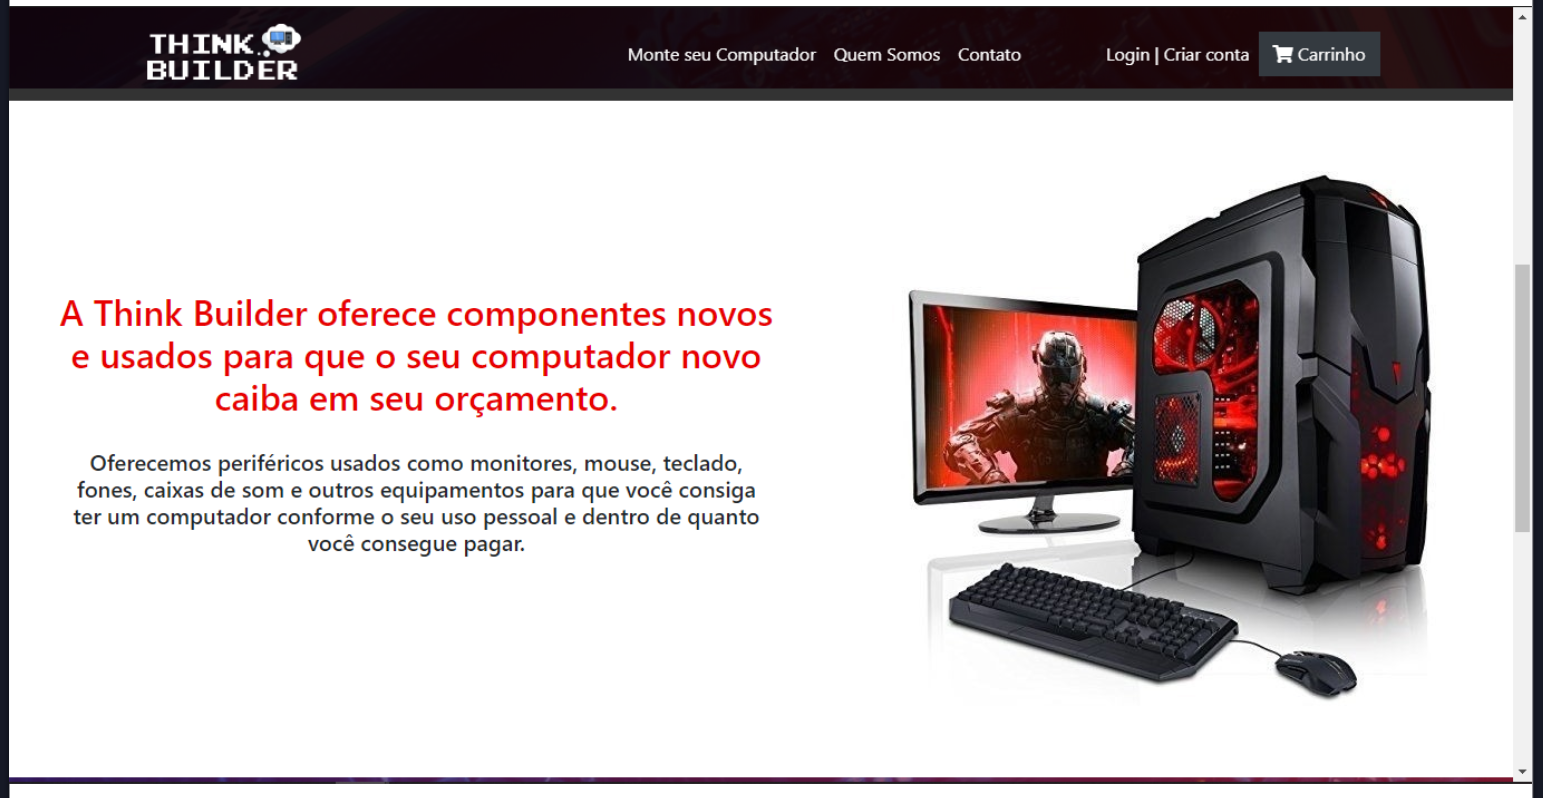 THINK
BUILDER
Monte seu Computador Quem Somos Contato Login | Criar conta Carrinho
A Think Builder oferece componentes novos
e usados para que o seu computador novo
caiba em seu orçamento.
Oferecemos periféricos usados como monitores, mouse, teclado,
fones, caixas de som e outros equipamentos para que você consiga
ter um computador conforme o seu uso pessoal e dentro de quanto
você consegue pagar.